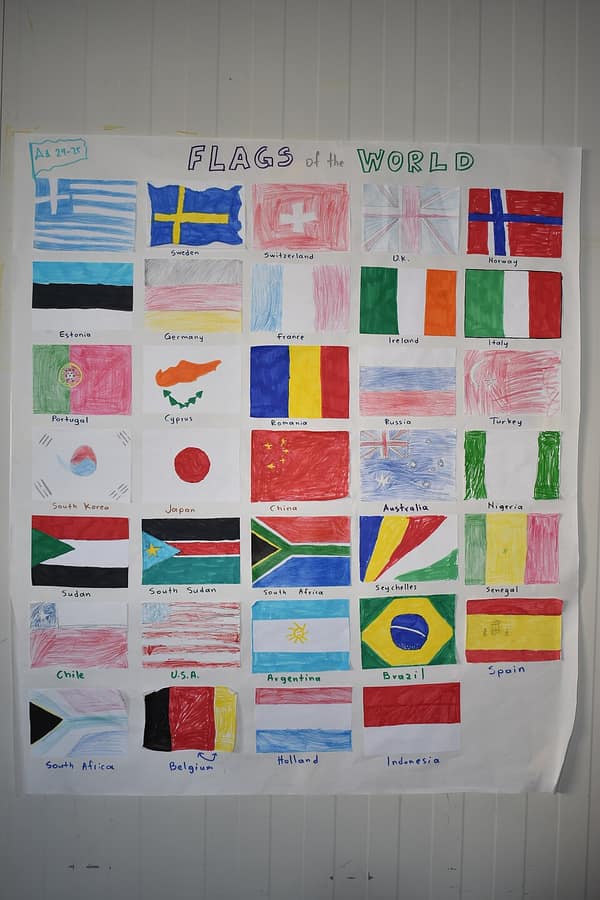 A3 24-25
FLAGS of the WORLD
Sweden Switzerland U.K. Norway
Estonia Germany France Ireland Italy
Portugal Cyprus Romania Russia Turkey
South Korea Japan China Australia Nigeria
Sudan South Sudan South Africa Seychelles Senegal
Chile U.S.A. Argentina Brazil Spain
South Africa Belgium Holland Indonesia